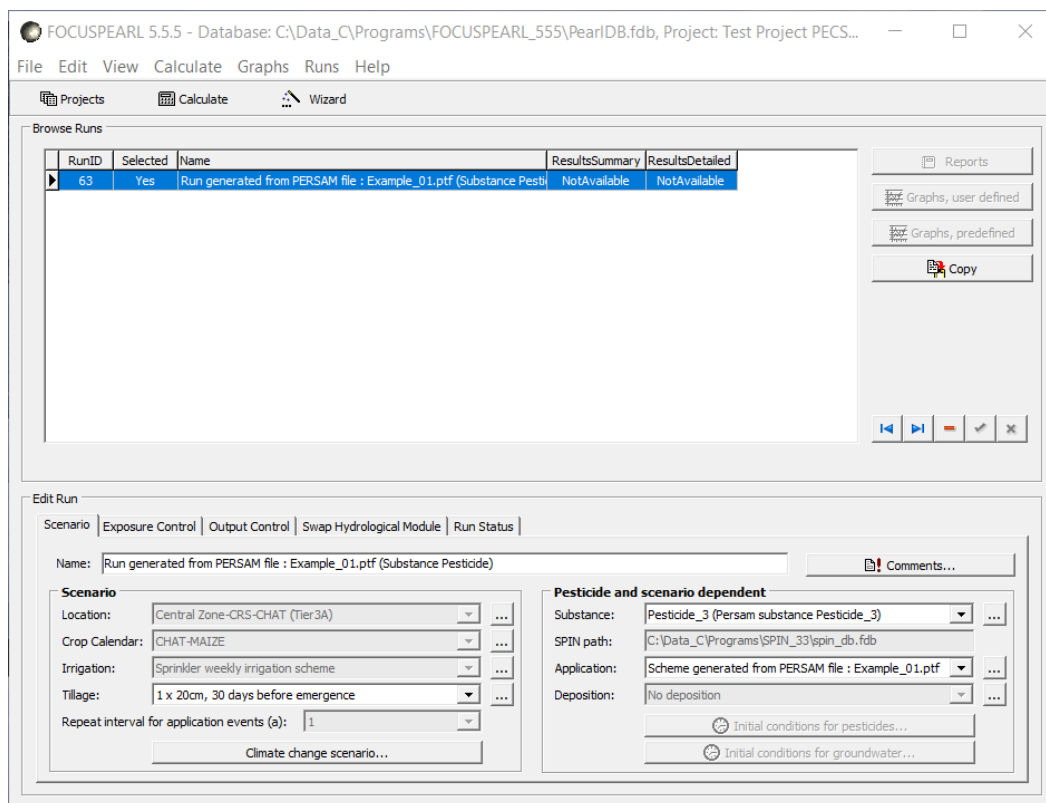 FOCUSPEARL 5.5.5 - Database: C:\Data_C\Programs\FOCUSPEARL_555\PearlDB.fdb, Project: Test Project PECS...
File Edit View Calculate Graphs Runs Help
Projects Calculate Wizard
Browse Runs
RunID Selected Name ResultsSummary ResultsDetailed
63 Yes Run generated from PERSAM file : Example_01.ptf (Substance Pesti NotAvailable NotAvailable
Reports
Graphs, user defined
Graphs, predefined
Copy
Edit Run
Scenario Exposure Control Output Control Swap Hydrological Module Run Status
Name: Run generated from PERSAM file : Example_01.ptf (Substance Pesticide) Comments...
Scenario
Location: Central Zone-CRS-CHAT (Tier3A) ...
Crop Calendar: CHAT-MAIZE ...
Irrigation: Sprinkler weekly irrigation scheme ...
Tillage: 1 x 20cm, 30 days before emergence ...
Repeat interval for application events (a): 1
Climate change scenario...
Pesticide and scenario dependent
Substance: Pesticide_3 (Persam substance Pesticide_3) ...
SPIN path: C:\Data_C\Programs\SPIN_33\spin_db.fdb
Application: Scheme generated from PERSAM file : Example_01.ptf ...
Deposition: No deposition ...
Initial conditions for pesticides...
Initial conditions for groundwater...